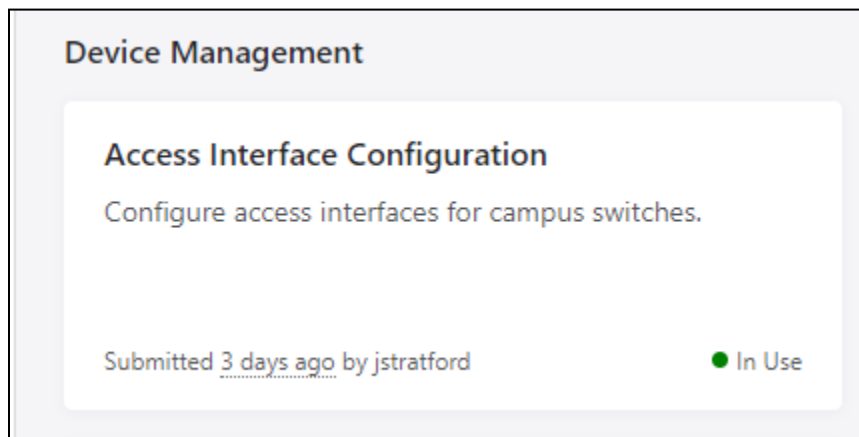 Device Management
Access Interface Configuration
Configure access interfaces for campus switches.
Submitted 3 days ago by jstratford
In Use